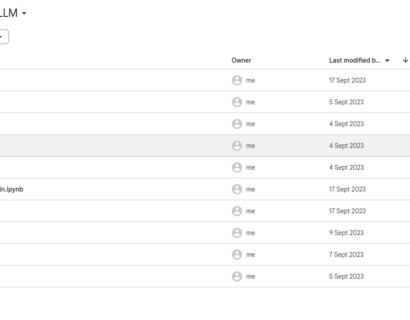 LLM
Owner Last modified b...
me 17 Sept 2023
me 5 Sept 2023
me 4 Sept 2023
me 4 Sept 2023
me 4 Sept 2023
in.ipynb me 17 Sept 2023
me 17 Sept 2023
me 9 Sept 2023
me 7 Sept 2023
me 5 Sept 2023